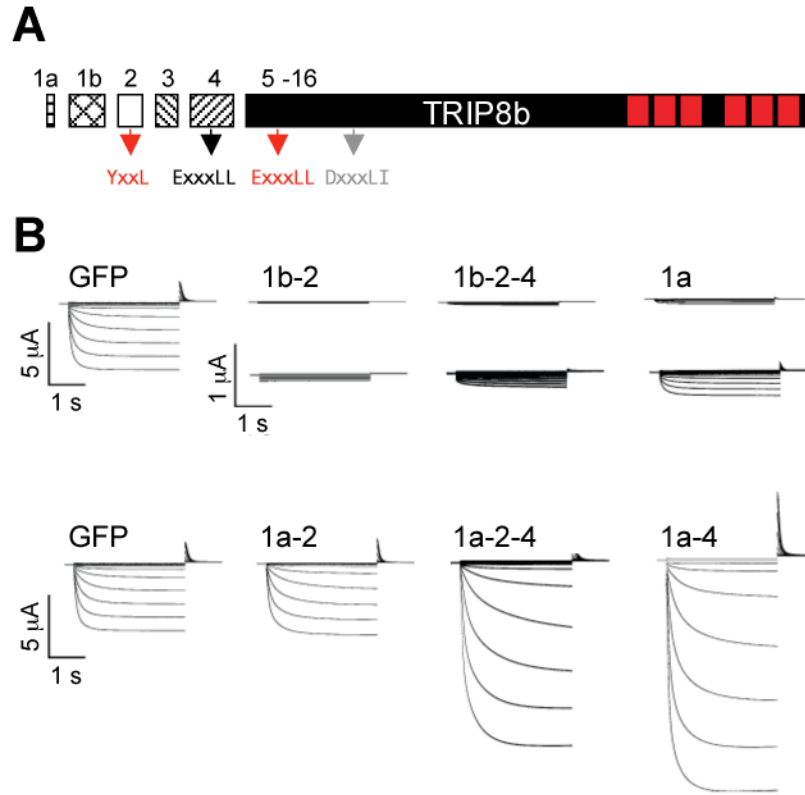 A
1a 1b 2 3 4 5 -16
TRIP8b
YxxL ExxxLL ExxxLL DxxxLI
B
GFP 1b-2 1b-2-4 1a
5 μA
1 s
1 μA
1 s
GFP 1a-2 1a-2-4 1a-4
5 μA
1 s